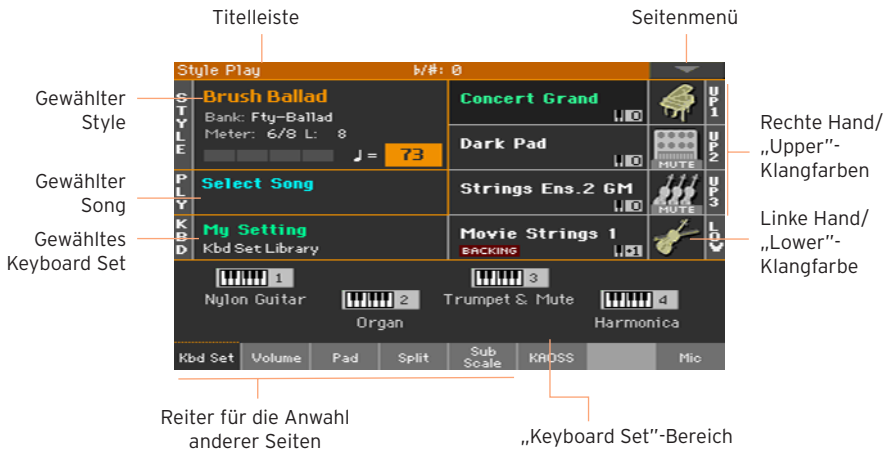 Titelleiste
Seitenmenü
Style Play
♭/#: 0
Gewählter
Style
STYLE
Brush Ballad
Bank: Fty-Ballad
Meter: 6/8 L: 8
♩ = 73
Concert Grand
0
UP1
Dark Pad
0
MUTE
UP2
Rechte Hand/
„Upper"-
Klangfarben
Gewählter
Song
PLY
Select Song
Strings Ens.2 GM
0
MUTE
UP3
Gewähltes
Keyboard Set
KBD
My Setting
Kbd Set Library
Movie Strings 1
BACKING
+1
LOW
Linke Hand/
„Lower"-
Klangfarbe
1
Nylon Guitar
2
Organ
3
Trumpet & Mute
4
Harmonica
Kbd Set
Volume
Pad
Split
Sub
Scale
KAOSS
Mic
Reiter für die Anwahl
anderer Seiten
„Keyboard Set"-Bereich